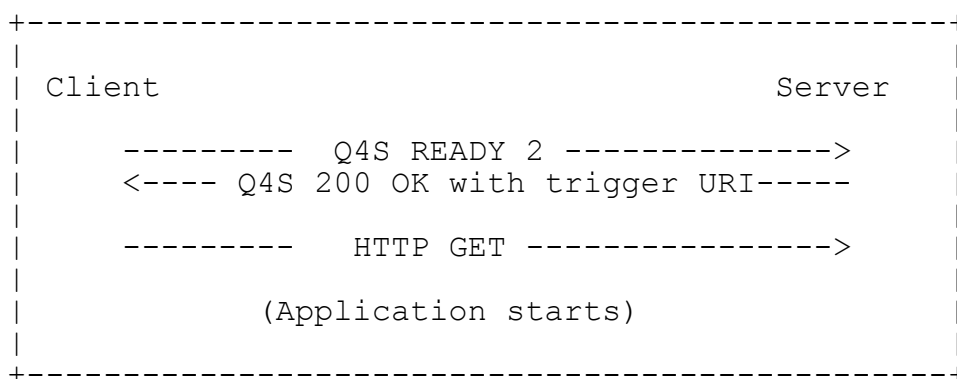 Client Server
--------- Q4S READY 2 -------------->
<---- Q4S 200 OK with trigger URI-----
--------- HTTP GET ---------------->
(Application starts)